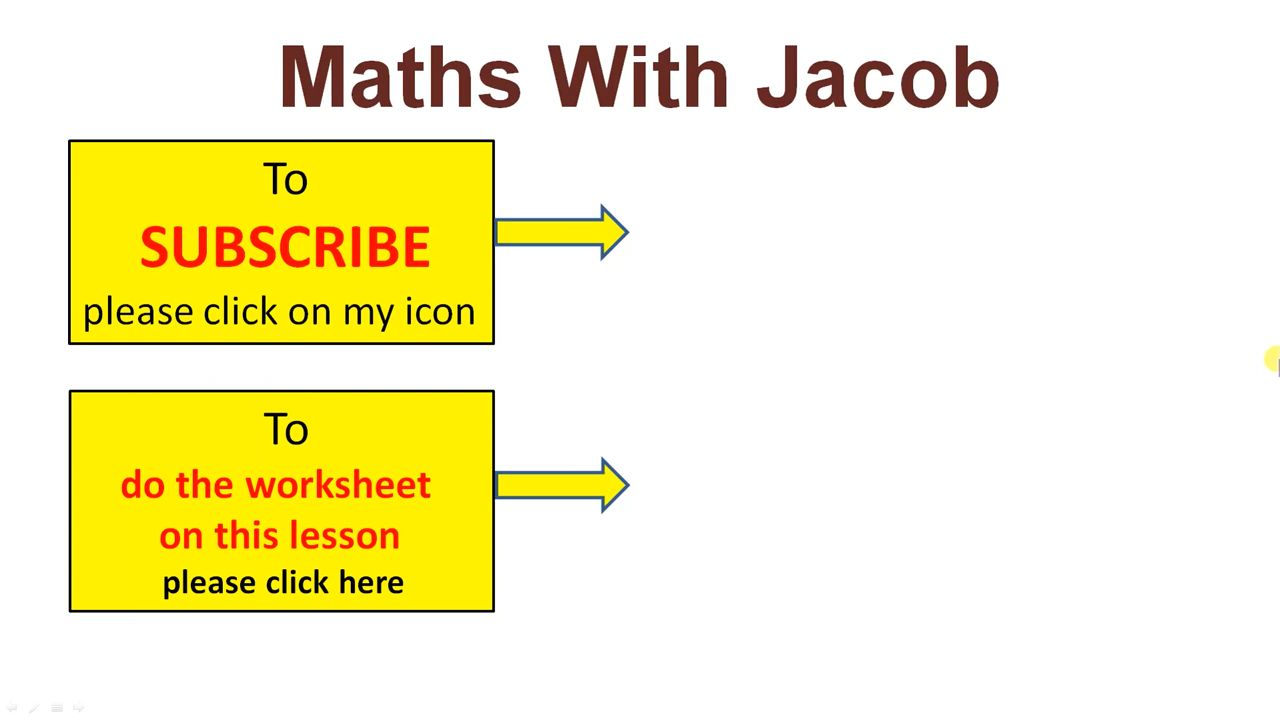 Maths With Jacob
To
SUBSCRIBE
please click on my icon
To
do the worksheet
on this lesson
please click here